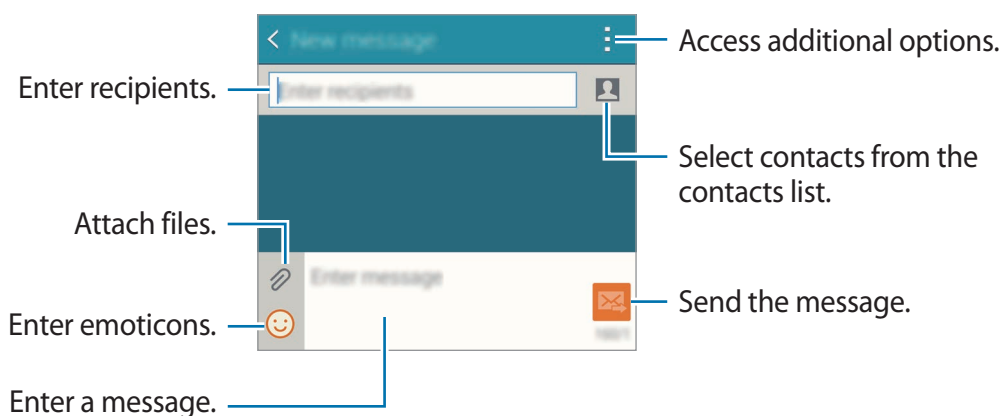 New message
Access additional options.
Enter recipients.
Enter recipients
Select contacts from the
contacts list.
Attach files.
Enter message
Send the message.
Enter emoticons.
Enter a message.